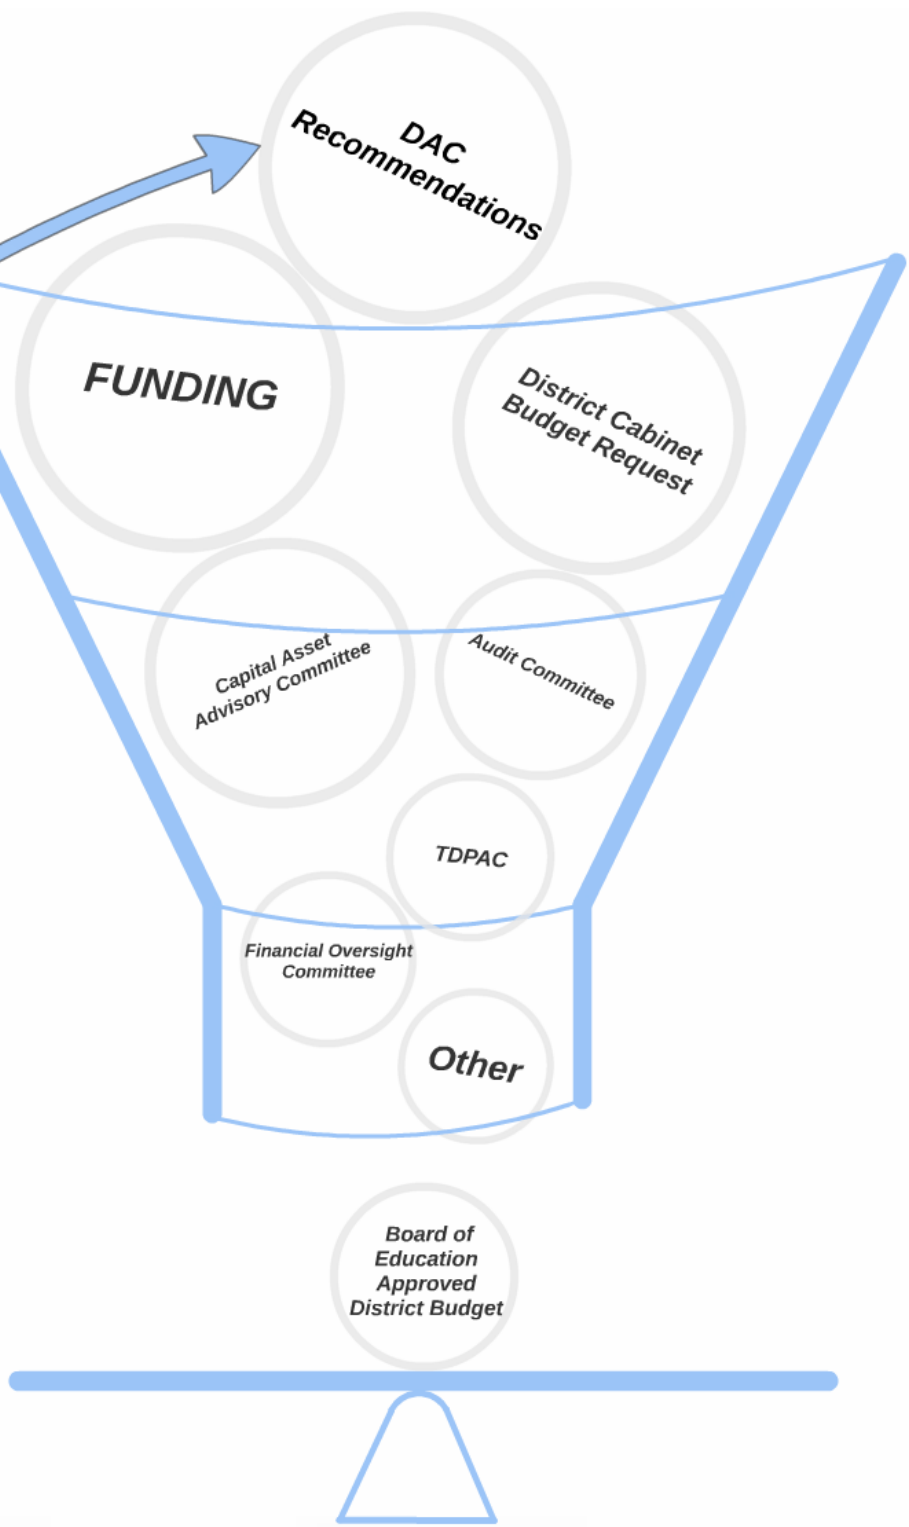 DAC
Recommendations
FUNDING
District Cabinet
Budget Request
Capital Asset
Advisory Committee
Audit Committee
TDPAC
Financial Oversight
Committee
Other
Board of
Education
Approved
District Budget